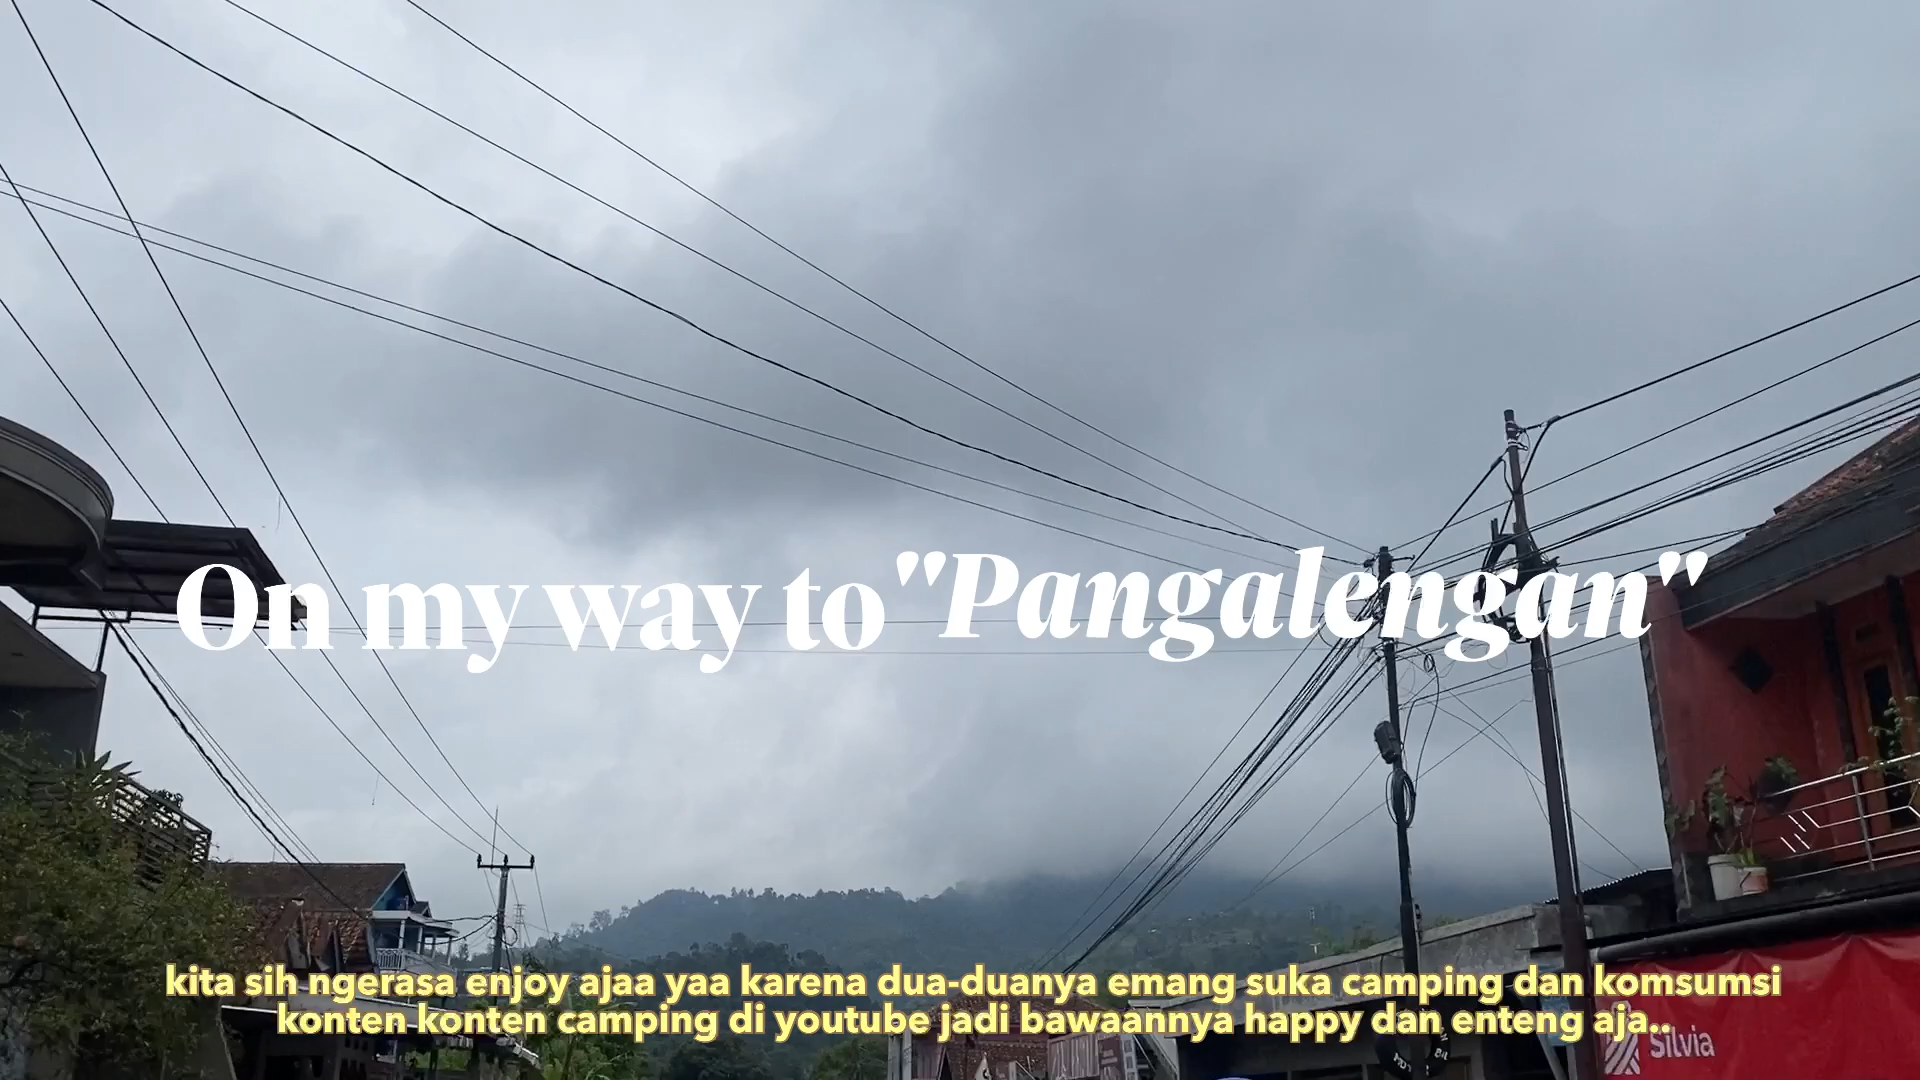 On my way to "Pangalengan"
kita sih ngerasa enjoy ajaa yaa karena dua-duanya emang suka camping dan komsumsi
konten konten camping di youtube jadi bawaannya happy dan enteng aja..
Silvia